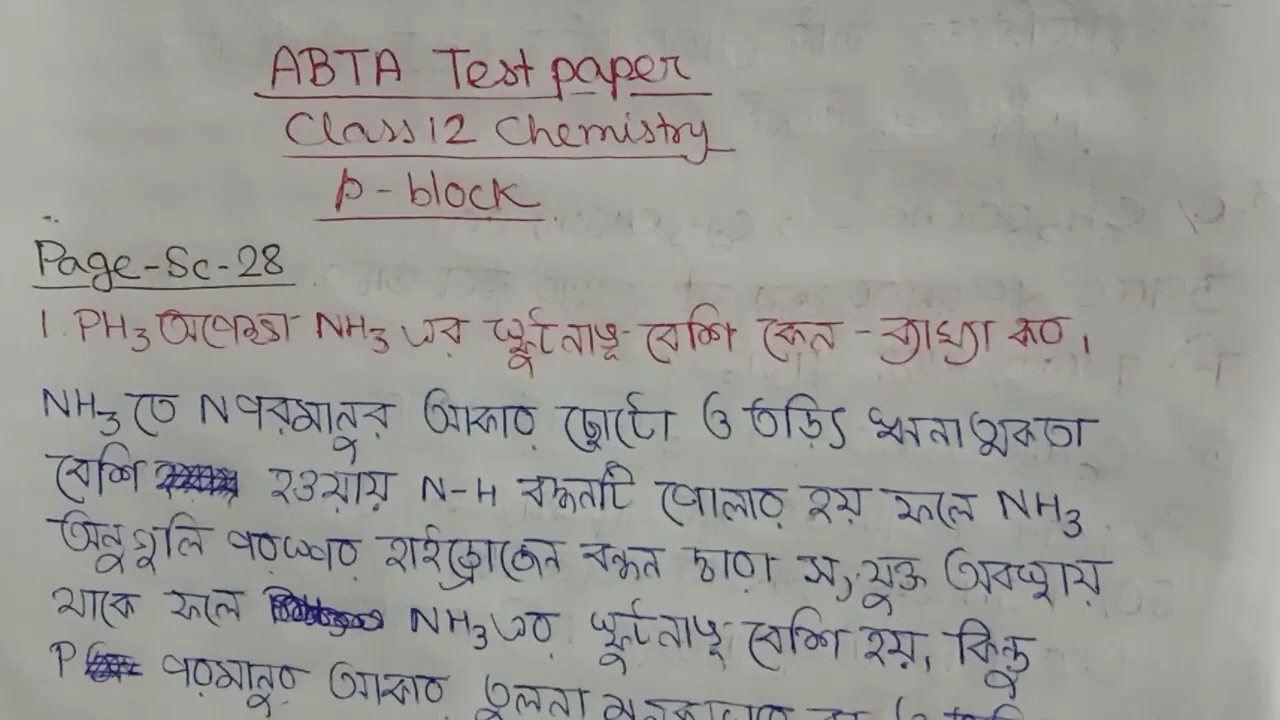 ABTA Test paper
Class 12 Chemistry
p-block
Page-Sc-28
1. PH3 অপেক্ষা NH3 এর স্ফুটনাঙ্ক বেশি কেন - ব্যাখ্যা কর।
NH3 তে N পরমানুর আকার ছোটো ও তড়িৎ ঋনাত্মকতা
বেশি হওয়ায় N-H বন্ধনটি পোলার হয় ফলে NH3
অনুগুলি পরস্পর হাইড্রোজেন বন্ধন দ্বারা সংযুক্ত অবস্থায়
থাকে ফলে NH3 এর স্ফুটনাঙ্ক বেশি হয়, কিন্তু
P পরমানুর আকার তুলনা